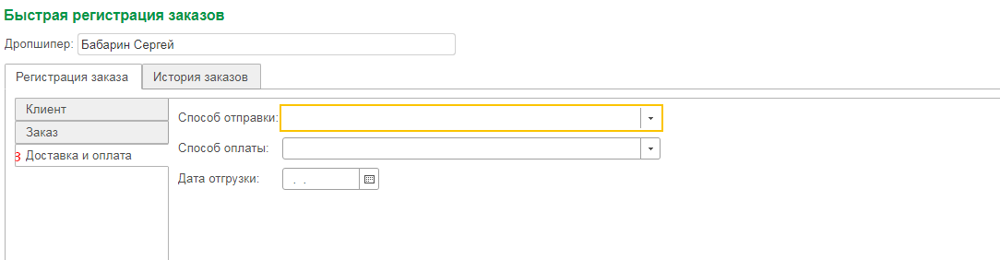 Быстрая регистрация заказов
Дропшипер: Бабарин Сергей
Регистрация заказа История заказов
Клиент
Заказ
3 Доставка и оплата
Способ отправки:
Способ оплаты:
Дата отгрузки: . .